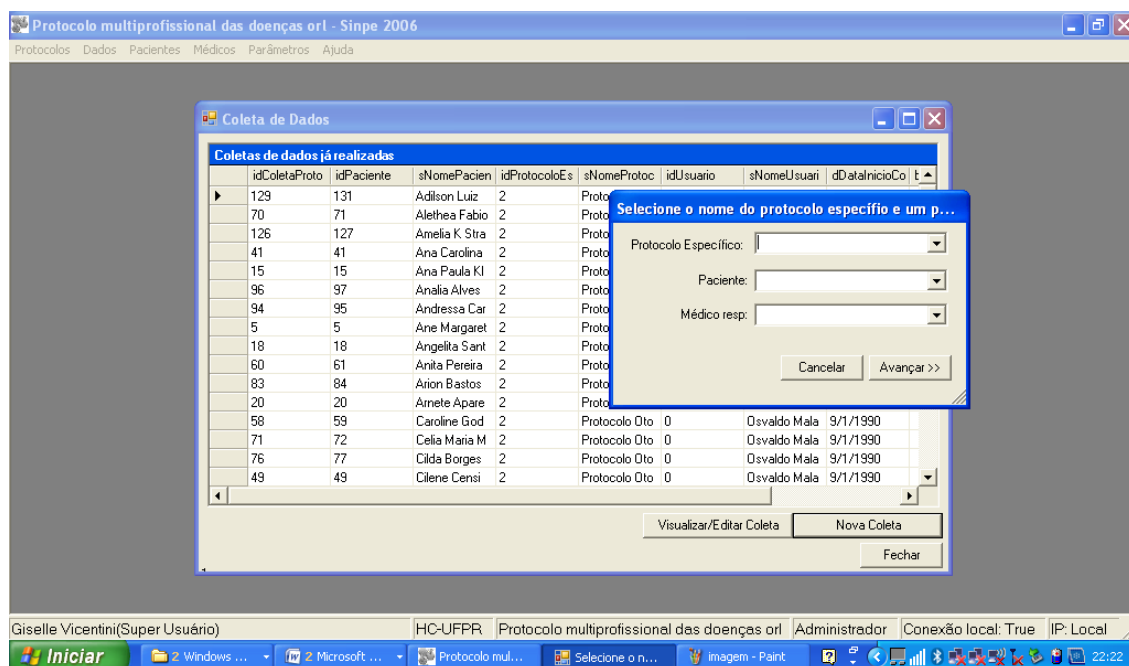 Protocolo multiprofissional das doenças orl - Sinpe 2006
Protocolos Dados Pacientes Médicos Parâmetros Ajuda
Coleta de Dados
Coletas de dados já realizadas
idColetaProto idPaciente sNomePacien idProtocoloEs sNomeProtoc idUsuario sNomeUsuari dDataInicioCo
129 131 Adilson Luiz 2 Proto
70 71 Alethea Fabio 2 Proto
126 127 Amelia K Stra 2 Proto
41 41 Ana Carolina 2 Proto
15 15 Ana Paula Kl 2 Proto
96 97 Analia Alves 2 Proto
94 95 Andressa Car 2 Proto
5 5 Ane Margaret 2 Proto
18 18 Angelita Sant 2 Proto
60 61 Anita Pereira 2 Proto
83 84 Arion Bastos 2 Proto
20 20 Arnete Apare 2 Proto
58 59 Caroline God 2 Protocolo Oto 0 Osvaldo Mala 9/1/1990
71 72 Celia Maria M 2 Protocolo Oto 0 Osvaldo Mala 9/1/1990
76 77 Cilda Borges 2 Protocolo Oto 0 Osvaldo Mala 9/1/1990
49 49 Cilene Censi 2 Protocolo Oto 0 Osvaldo Mala 9/1/1990
Selecione o nome do protocolo específio e um p...
Protocolo Específico:
Paciente:
Médico resp:
Cancelar Avançar >>
Visualizar/Editar Coleta Nova Coleta
Fechar
Giselle Vicentini(Super Usuário) HC-UFPR Protocolo multiprofissional das doenças orl Administrador Conexão local: True IP: Local
Iniciar 2 Windows ... 2 Microsoft ... Protocolo mul... Selecione o n... imagem - Paint 22:22